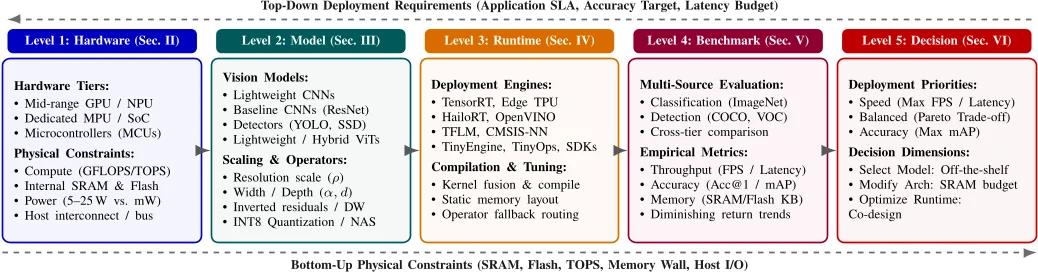 Top-Down Deployment Requirements (Application SLA, Accuracy Target, Latency Budget)
Level 1: Hardware (Sec. II)
Hardware Tiers:
• Mid-range GPU / NPU
• Dedicated MPU / SoC
• Microcontrollers (MCUs)
Physical Constraints:
• Compute (GFLOPS/TOPS)
• Internal SRAM & Flash
• Power (5–25 W vs. mW)
• Host interconnect / bus
Level 2: Model (Sec. III)
Vision Models:
• Lightweight CNNs
• Baseline CNNs (ResNet)
• Detectors (YOLO, SSD)
• Lightweight / Hybrid ViTs
Scaling & Operators:
• Resolution scale (ρ)
• Width / Depth (α, d)
• Inverted residuals / DW
• INT8 Quantization / NAS
Level 3: Runtime (Sec. IV)
Deployment Engines:
• TensorRT, Edge TPU
• HailoRT, OpenVINO
• TFLM, CMSIS-NN
• TinyEngine, TinyOps, SDKs
Compilation & Tuning:
• Kernel fusion & compile
• Static memory layout
• Operator fallback routing
Level 4: Benchmark (Sec. V)
Multi-Source Evaluation:
• Classification (ImageNet)
• Detection (COCO, VOC)
• Cross-tier comparison
Empirical Metrics:
• Throughput (FPS / Latency)
• Accuracy (Acc@1 / mAP)
• Memory (SRAM/Flash KB)
• Diminishing return trends
Level 5: Decision (Sec. VI)
Deployment Priorities:
• Speed (Max FPS / Latency)
• Balanced (Pareto Trade-off)
• Accuracy (Max mAP)
Decision Dimensions:
• Select Model: Off-the-shelf
• Modify Arch: SRAM budget
• Optimize Runtime:
Co-design
Bottom-Up Physical Constraints (SRAM, Flash, TOPS, Memory Wall, Host I/O)